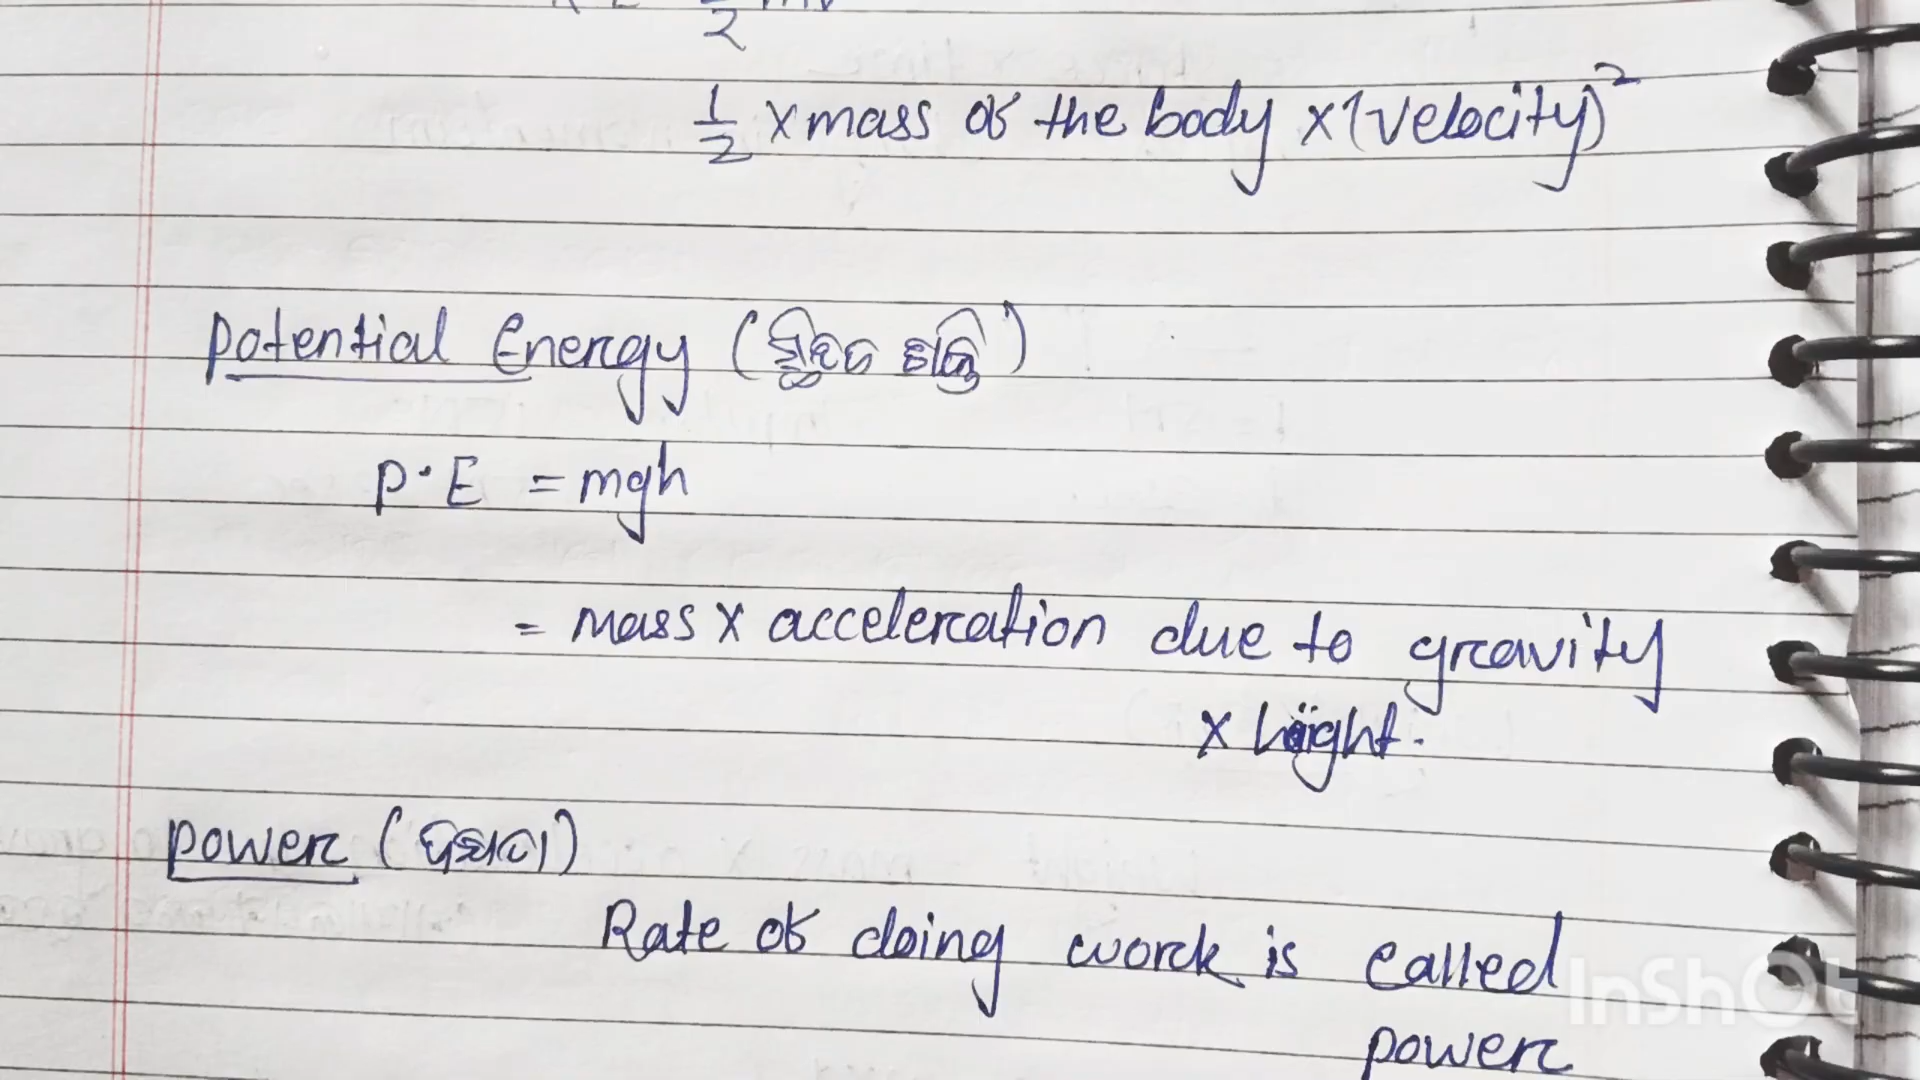 1/2 x mass of the body x (velocity)²
Potential Energy (ସ୍ଥିତିଜ ଶକ୍ତି)
P.E = mgh
= mass x acceleration due to gravity
x height.
power (
Rate of doing work is called
power
InShOt